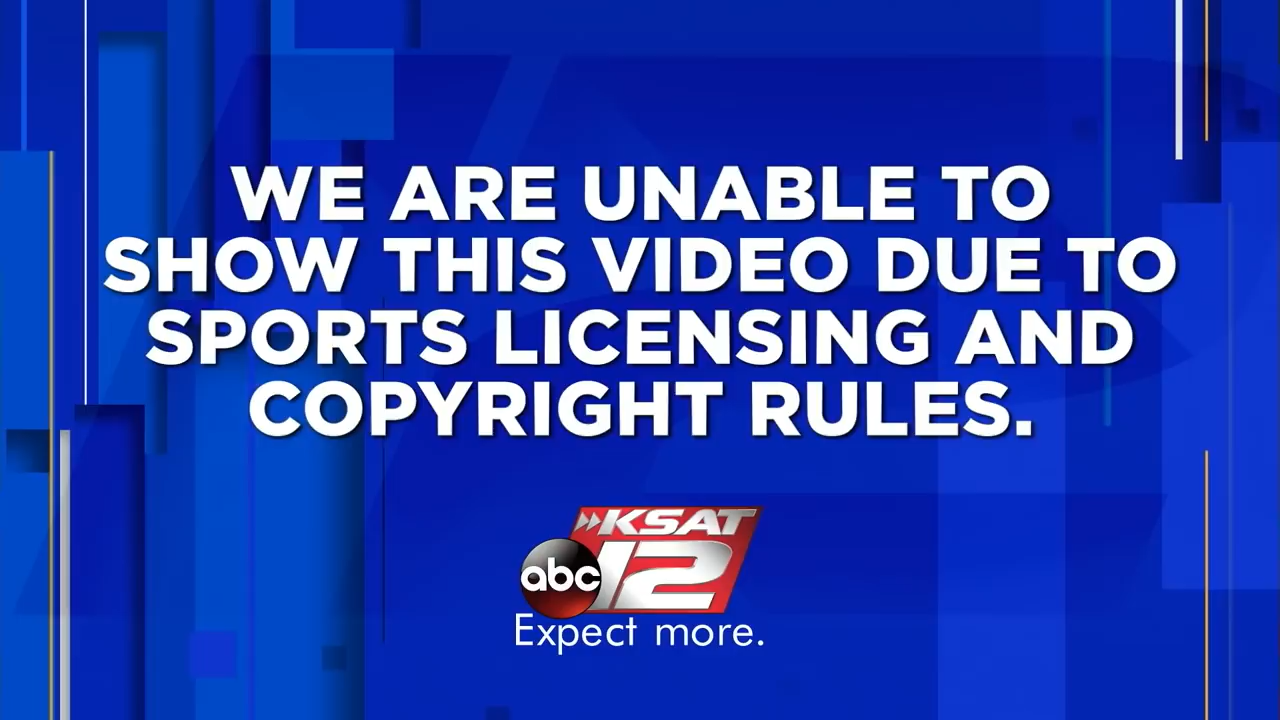 WE ARE UNABLE TO
SHOW THIS VIDEO DUE TO
SPORTS LICENSING AND
COPYRIGHT RULES.
KSAT
abc 12
Expect more.